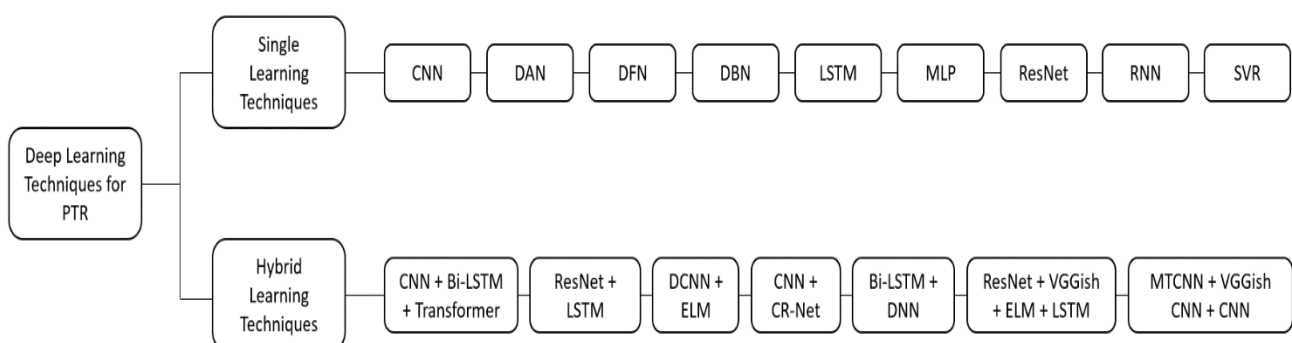 Single
Learning
Techniques
CNN
DAN
DFN
DBN
LSTM
MLP
ResNet
RNN
SVR
Deep Learning
Techniques for
PTR
Hybrid
Learning
Techniques
CNN + Bi-LSTM
+ Transformer
ResNet +
LSTM
DCNN +
ELM
CNN +
CR-Net
Bi-LSTM +
DNN
ResNet + VGGish
+ ELM + LSTM
MTCNN + VGGish
CNN + CNN